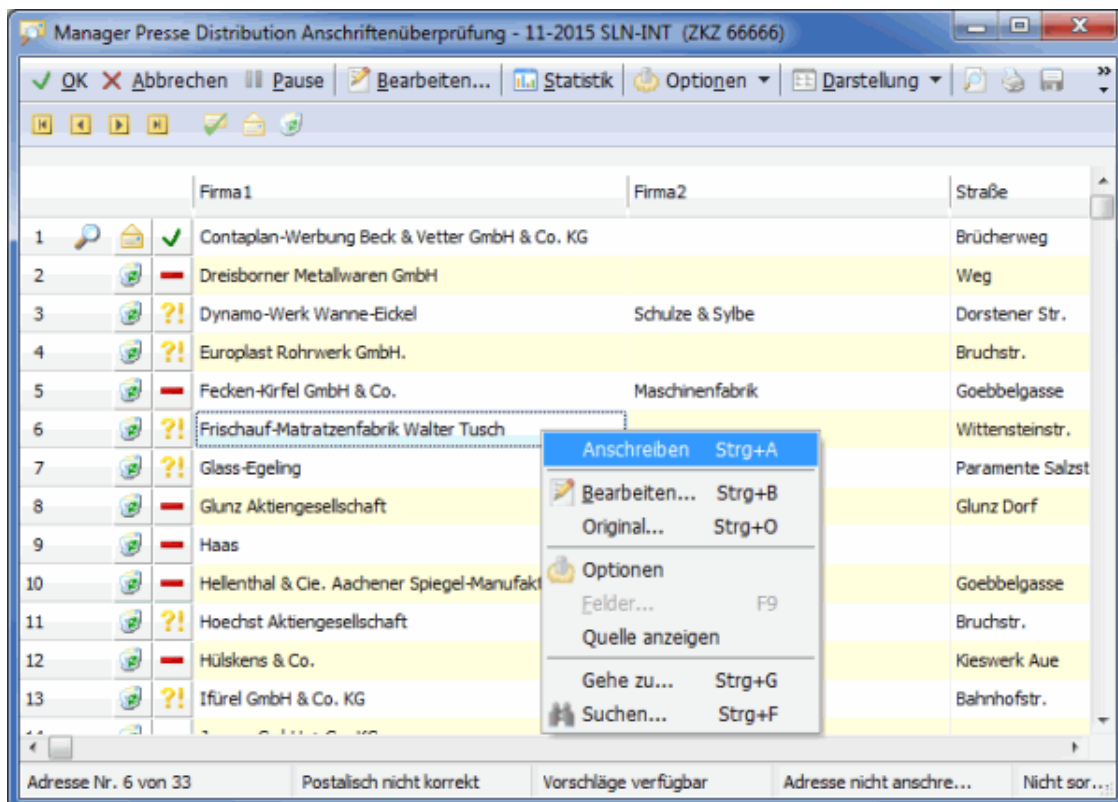 Manager Presse Distribution Anschriftenüberprüfung - 11-2015 SLN-INT (ZKZ 66666)
OK Abbrechen Pause Bearbeiten... Statistik Optionen Darstellung
Firma1 Firma2 Straße
1 Contaplan-Werbung Beck & Vetter GmbH & Co. KG Brücherweg
2 Dreisborner Metallwaren GmbH Weg
3 ?! Dynamo-Werk Wanne-Eickel Schulze & Sylbe Dorstener Str.
4 ?! Europlast Rohrwerk GmbH. Bruchstr.
5 Fecken-Kirfel GmbH & Co. Maschinenfabrik Goebbelgasse
6 ?! Frischauf-Matratzenfabrik Walter Tusch Wittensteinstr.
Anschreiben Strg+A
7 ?! Glass-Egeling Paramente Salzst
Bearbeiten... Strg+B
8 Glunz Aktiengesellschaft Glunz Dorf
Original... Strg+O
9 Haas
Optionen
10 Hellenthal & Cie. Aachener Spiegel-Manufakt Goebbelgasse
Felder... F9
11 ?! Hoechst Aktiengesellschaft Bruchstr.
Quelle anzeigen
12 Hülskens & Co. Kieswerk Aue
Gehe zu... Strg+G
13 ?! Ifürel GmbH & Co. KG Bahnhofstr.
Suchen... Strg+F
Adresse Nr. 6 von 33 Postalisch nicht korrekt Vorschläge verfügbar Adresse nicht anschre... Nicht sor...